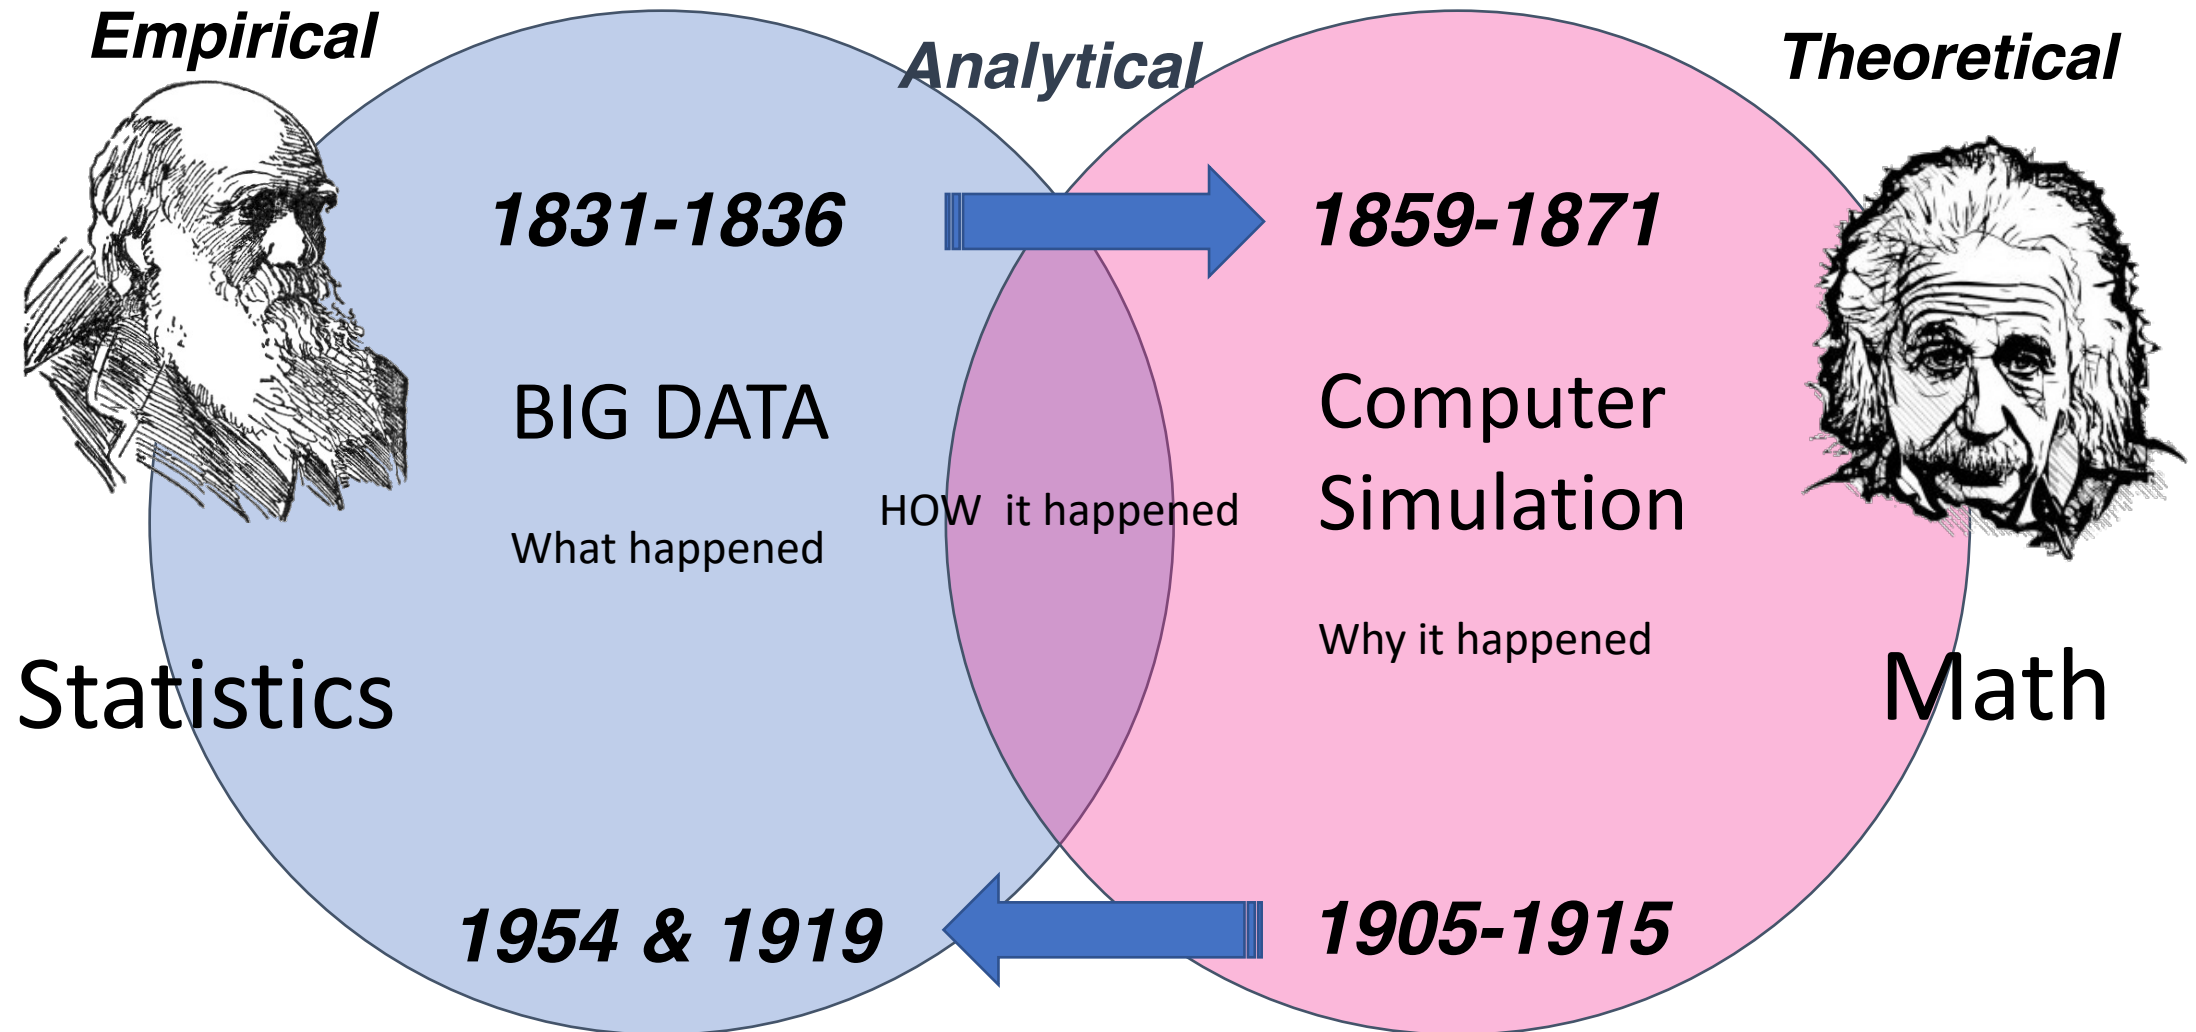 Empirical
Analytical
Theoretical
1831-1836
1859-1871
BIG DATA
Computer
Simulation
HOW  it happened
What happened
Why it happened
Statistics
Math
1954 & 1919
1905-1915